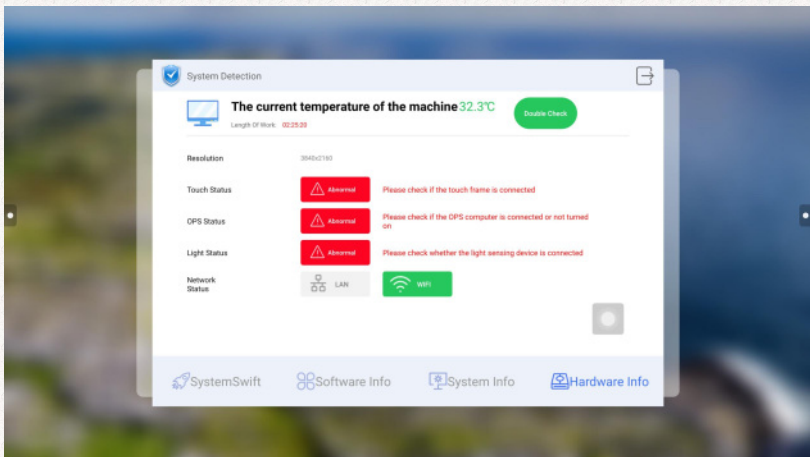 System Detection
The current temperature of the machine 32.3℃
Double Check
Length Of Work 02:25:20
Resolution 3840x2160
Touch Status Abnormal Please check if the touch frame is connected
OPS Status Abnormal Please check if the OPS computer is connected or not turned
on
Light Status Abnormal Please check whether the light sensing device is connected
Network
Status
LAN WIFI
SystemSwift Software Info System Info Hardware Info